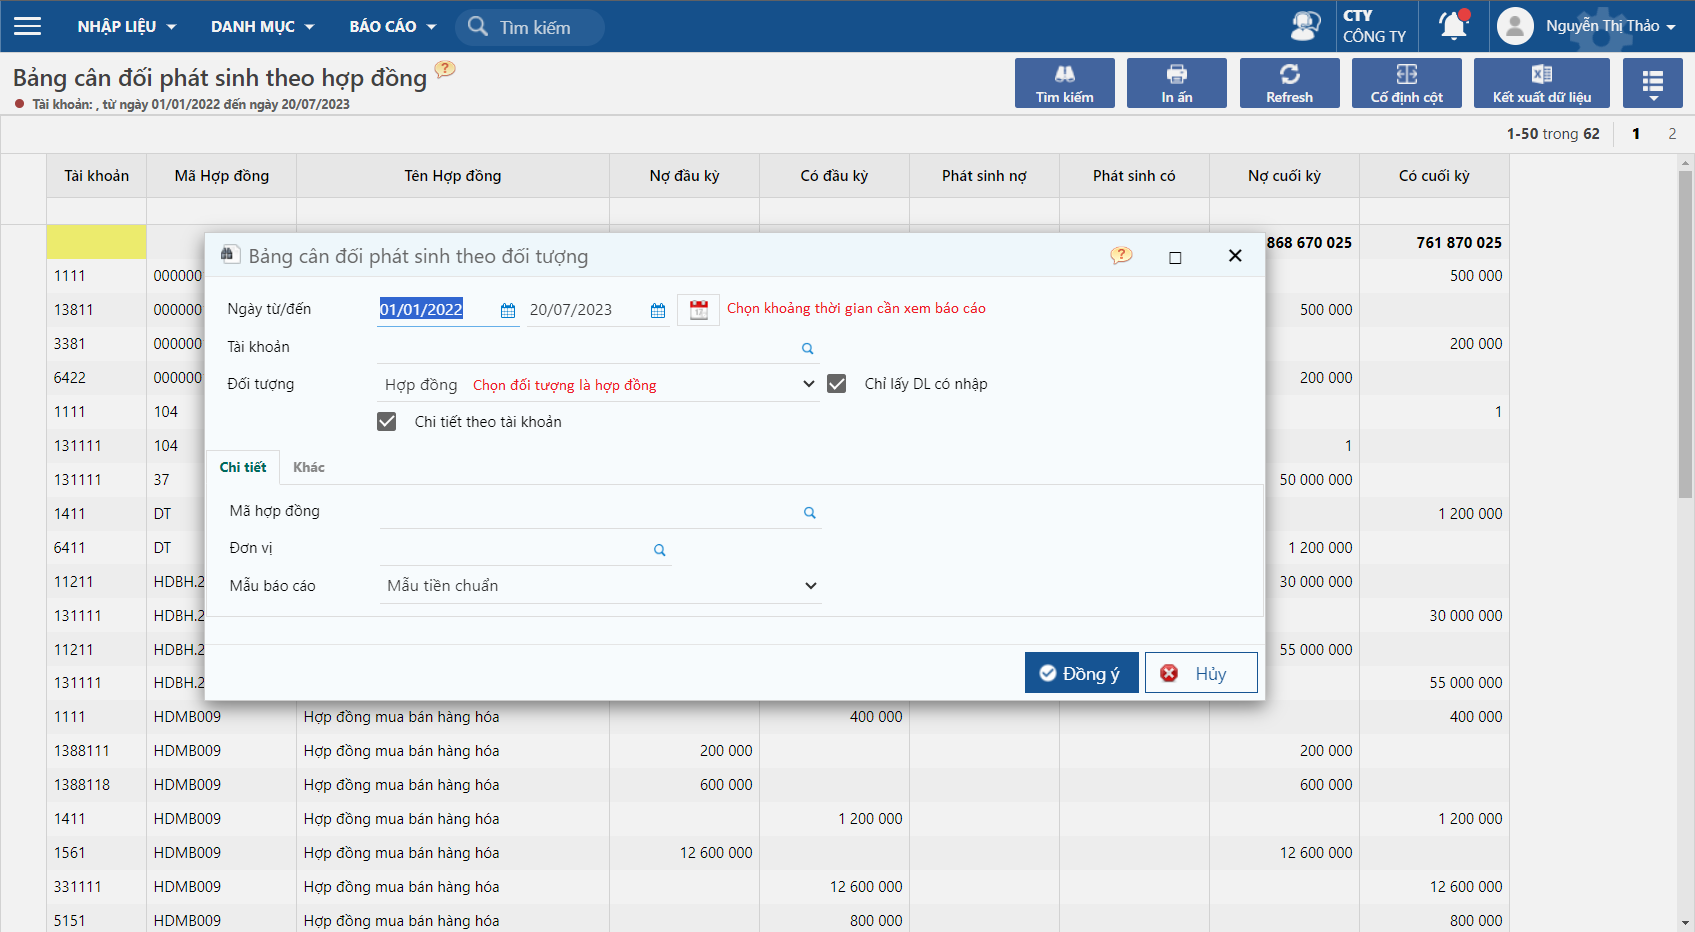 NHẬP LIỆU DANH MỤC BÁO CÁO Tìm kiếm CTY CÔNG TY Nguyễn Thị Thảo
Bảng cân đối phát sinh theo hợp đồng ?
Tài khoản: , từ ngày 01/01/2022 đến ngày 20/07/2023
Tìm kiếm In ấn Refresh Cố định cột Kết xuất dữ liệu
1-50 trong 62 1 2
Tài khoản Mã Hợp đồng Tên Hợp đồng Nợ đầu kỳ Có đầu kỳ Phát sinh nợ Phát sinh có Nợ cuối kỳ Có cuối kỳ
868 670 025 761 870 025
1111 000000 500 000
13811 000000 500 000
3381 000000 200 000
6422 000000 200 000
1111 104 1
131111 104 1
131111 37 50 000 000
1411 DT 1 200 000
6411 DT 1 200 000
11211 HDBH.2 30 000 000
131111 HDBH.2 30 000 000
11211 HDBH.2 55 000 000
131111 HDBH.2 55 000 000
1111 HDMB009 Hợp đồng mua bán hàng hóa 400 000 400 000
1388111 HDMB009 Hợp đồng mua bán hàng hóa 200 000 200 000
1388118 HDMB009 Hợp đồng mua bán hàng hóa 600 000 600 000
1411 HDMB009 Hợp đồng mua bán hàng hóa 1 200 000 1 200 000
1561 HDMB009 Hợp đồng mua bán hàng hóa 12 600 000 12 600 000
331111 HDMB009 Hợp đồng mua bán hàng hóa 12 600 000 12 600 000
5151 HDMB009 Hợp đồng mua bán hàng hóa 800 000 800 000
Bảng cân đối phát sinh theo đối tượng ?
Ngày từ/đến 01/01/2022 20/07/2023 Chọn khoảng thời gian cần xem báo cáo
Tài khoản
Đối tượng Hợp đồng Chọn đối tượng là hợp đồng Chỉ lấy DL có nhập
Chi tiết theo tài khoản
Chi tiết Khác
Mã hợp đồng
Đơn vị
Mẫu báo cáo Mẫu tiền chuẩn
Đồng ý Hủy